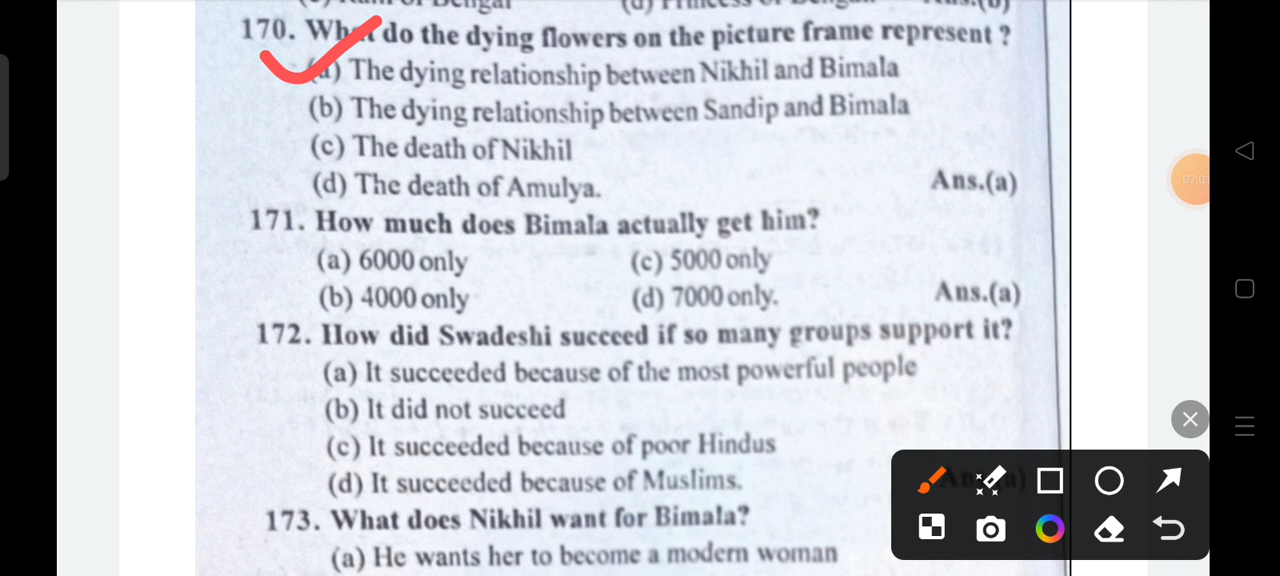 170. What do the dying flowers on the picture frame represent ?
(a) The dying relationship between Nikhil and Bimala
(b) The dying relationship between Sandip and Bimala
(c) The death of Nikhil
(d) The death of Amulya. Ans.(a)
171. How much does Bimala actually get him?
(a) 6000 only (c) 5000 only
(b) 4000 only (d) 7000 only. Ans.(a)
172. How did Swadeshi succeed if so many groups support it?
(a) It succeeded because of the most powerful people
(b) It did not succeed
(c) It succeeded because of poor Hindus
(d) It succeeded because of Muslims.
173. What does Nikhil want for Bimala?
(a) He wants her to become a modern woman